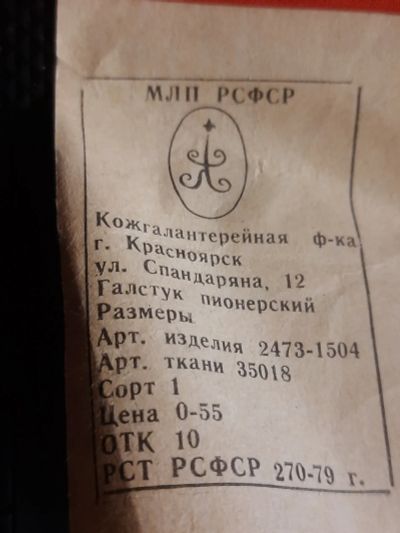 МЛП РСФСР
Кожгалантерейная ф-ка
г. Красноярск
ул. Спандаряна, 12
Галстук пионерский
Размеры
Арт. изделия 2473-1504
Арт. ткани 35018
Сорт 1
Цена 0-55
ОТК 10
РСТ РСФСР 270-79 г.